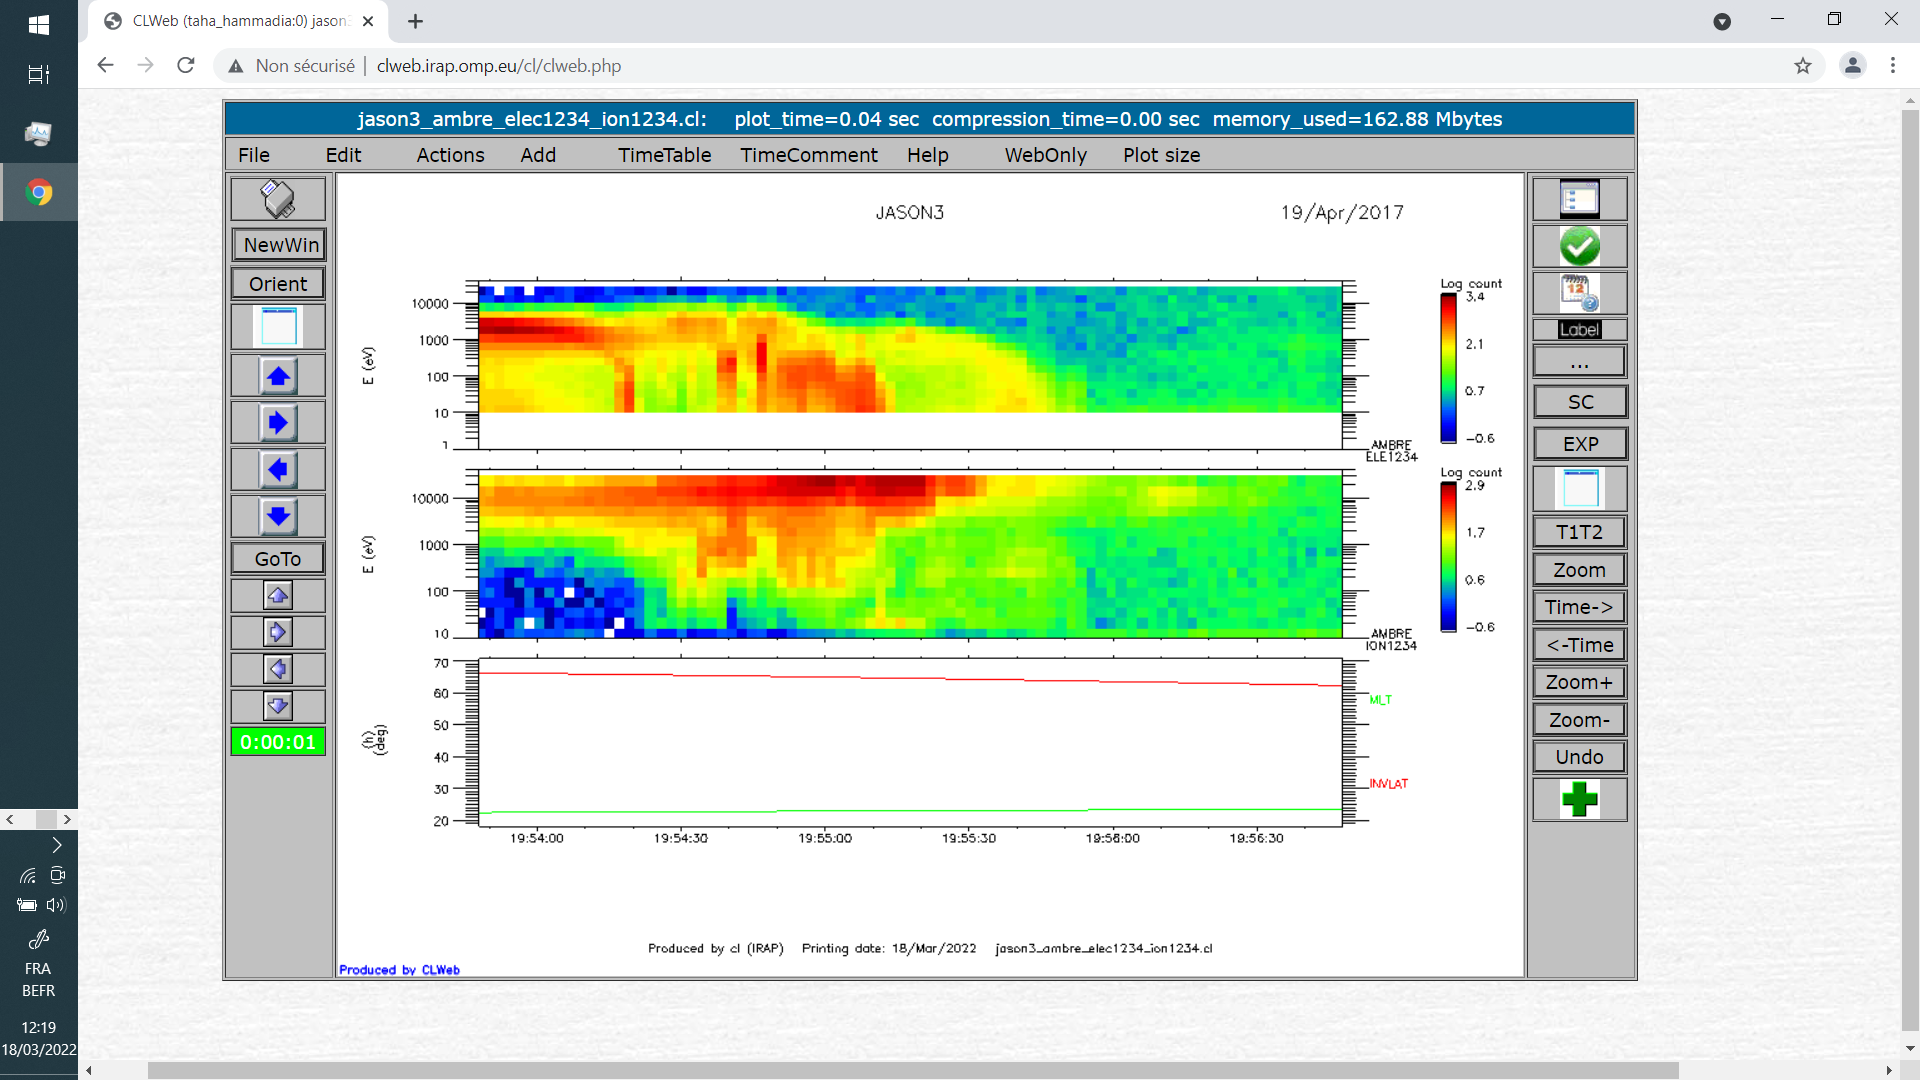 CLWeb (taha_hammadia:0) jason3
Non sécurisé | clweb.irap.omp.eu/cl/clweb.php
jason3_ambre_elec1234_ion1234.cl: plot_time=0.04 sec compression_time=0.00 sec memory_used=162.88 Mbytes
File Edit Actions Add TimeTable TimeComment Help WebOnly Plot size
NewWin
Orient
GoTo
0:00:01
JASON3 19/Apr/2017
E (eV)
10000
1000
100
10
1
Log count
3.4
2.1
0.7
-0.6
AMBRE
ELE1234
E (eV)
10000
1000
100
10
Log count
2.9
1.7
0.6
-0.6
AMBRE
ION1234
(h)
(deg)
70
60
50
40
30
20
MLT
INVLAT
19:54:00 19:54:30 19:55:00 19:55:30 19:56:00 19:56:30
Produced by cl (IRAP) Printing date: 18/Mar/2022 jason3_ambre_elec1234_ion1234.cl
Produced by CLWeb
12
Label
...
SC
EXP
T1T2
Zoom
Time->
<-Time
Zoom+
Zoom-
Undo
FRA
BEFR
12:19
18/03/2022